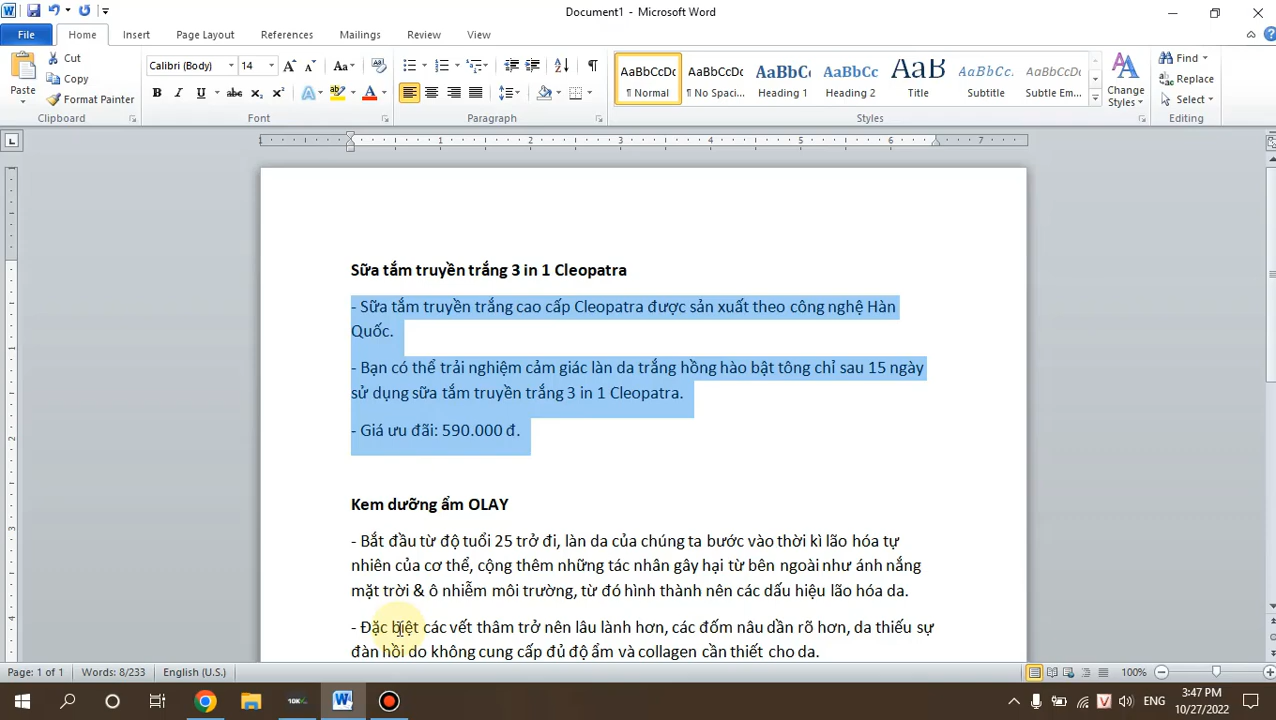 Document1 - Microsoft Word
File Home Insert Page Layout References Mailings Review View
Paste
Cut
Copy
Format Painter
Clipboard
Calibri (Body) 14
Font
Paragraph
AaBbCcDc AaBbCcDc AaBbC AaBbCc AaB AaBbCc. AaBbCcDc
¶ Normal ¶ No Spaci... Heading 1 Heading 2 Title Subtitle Subtle Em...
Styles
Change Styles
Find
Replace
Select
Editing
1 1 2 3 4 5 6 7
Sữa tắm truyền trắng 3 in 1 Cleopatra
- Sữa tắm truyền trắng cao cấp Cleopatra được sản xuất theo công nghệ Hàn
Quốc.
- Bạn có thể trải nghiệm cảm giác làn da trắng hồng hào bật tông chỉ sau 15 ngày
sử dụng sữa tắm truyền trắng 3 in 1 Cleopatra.
- Giá ưu đãi: 590.000 đ.
Kem dưỡng ẩm OLAY
- Bắt đầu từ độ tuổi 25 trở đi, làn da của chúng ta bước vào thời kì lão hóa tự
nhiên của cơ thể, cộng thêm những tác nhân gây hại từ bên ngoài như ánh nắng
mặt trời & ô nhiễm môi trường, từ đó hình thành nên các dấu hiệu lão hóa da.
- Đặc biệt các vết thâm trở nên lâu lành hơn, các đốm nâu dần rõ hơn, da thiếu sự
đàn hồi do không cung cấp đủ độ ẩm và collagen cần thiết cho da.
Page: 1 of 1 Words: 8/233 English (U.S.) 100%
ENG 3:47 PM
10/27/2022